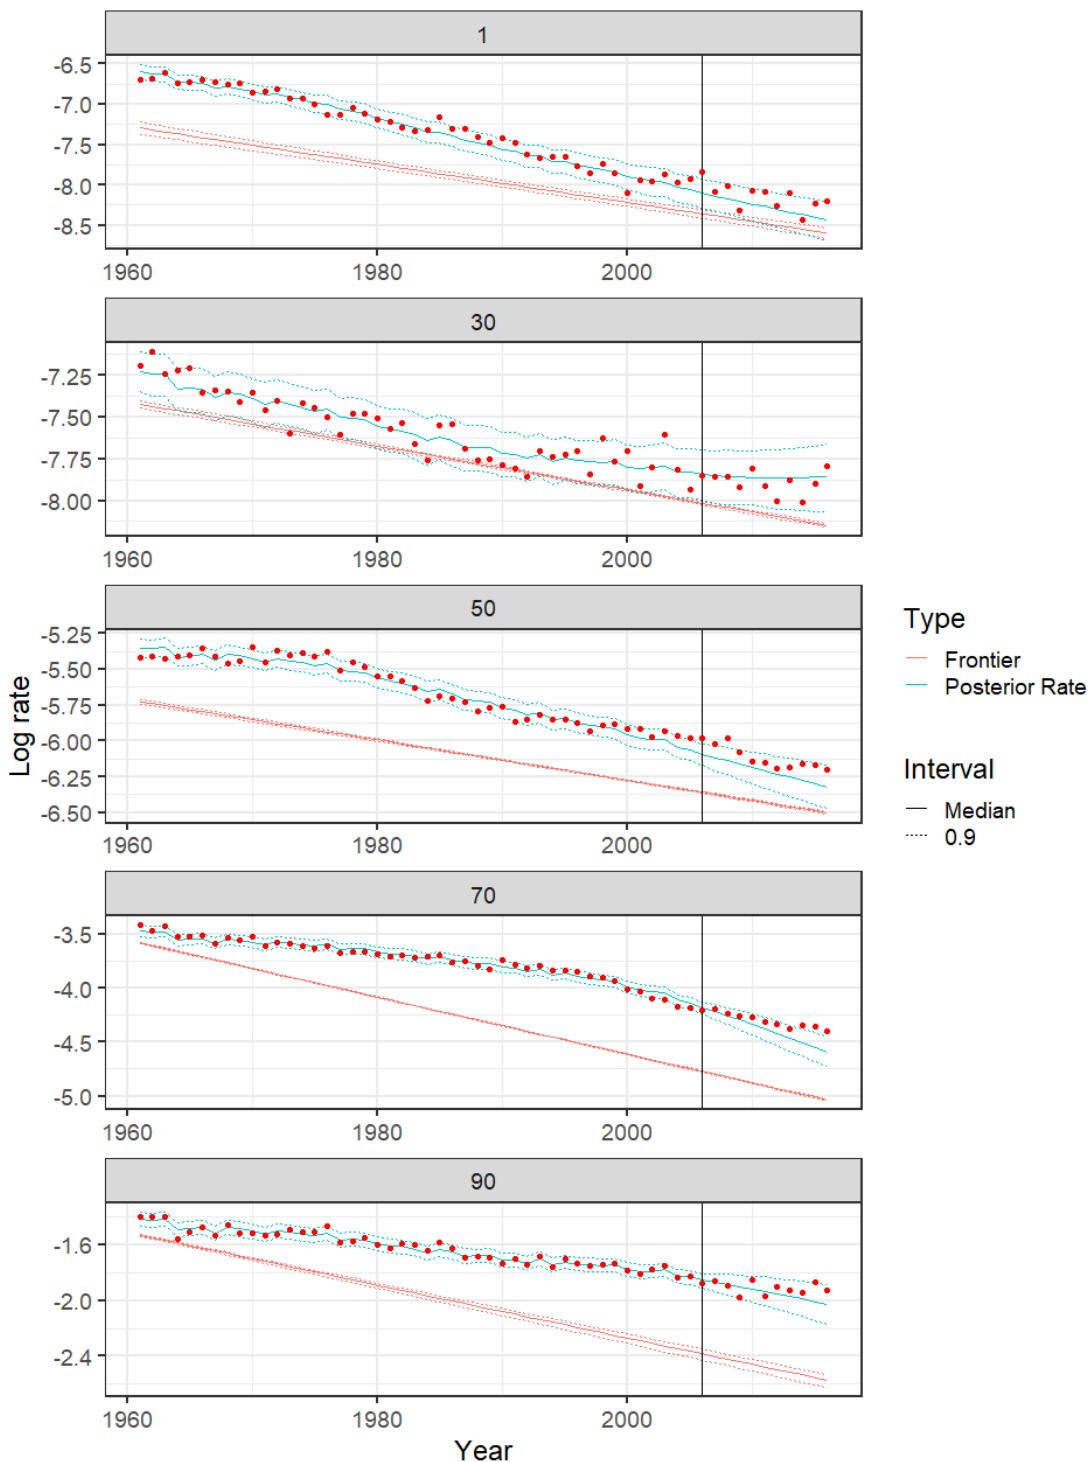 1
-6.5
-7.0
-7.5
-8.0
-8.5
1960 1980 2000
30
-7.25
-7.50
-7.75
-8.00
1960 1980 2000
50
-5.25
-5.50
-5.75
-6.00
-6.25
-6.50
1960 1980 2000
70
-3.5
-4.0
-4.5
-5.0
1960 1980 2000
90
-1.6
-2.0
-2.4
1960 1980 2000
Year
Log rate
Type
Frontier
Posterior Rate
Interval
Median
0.9